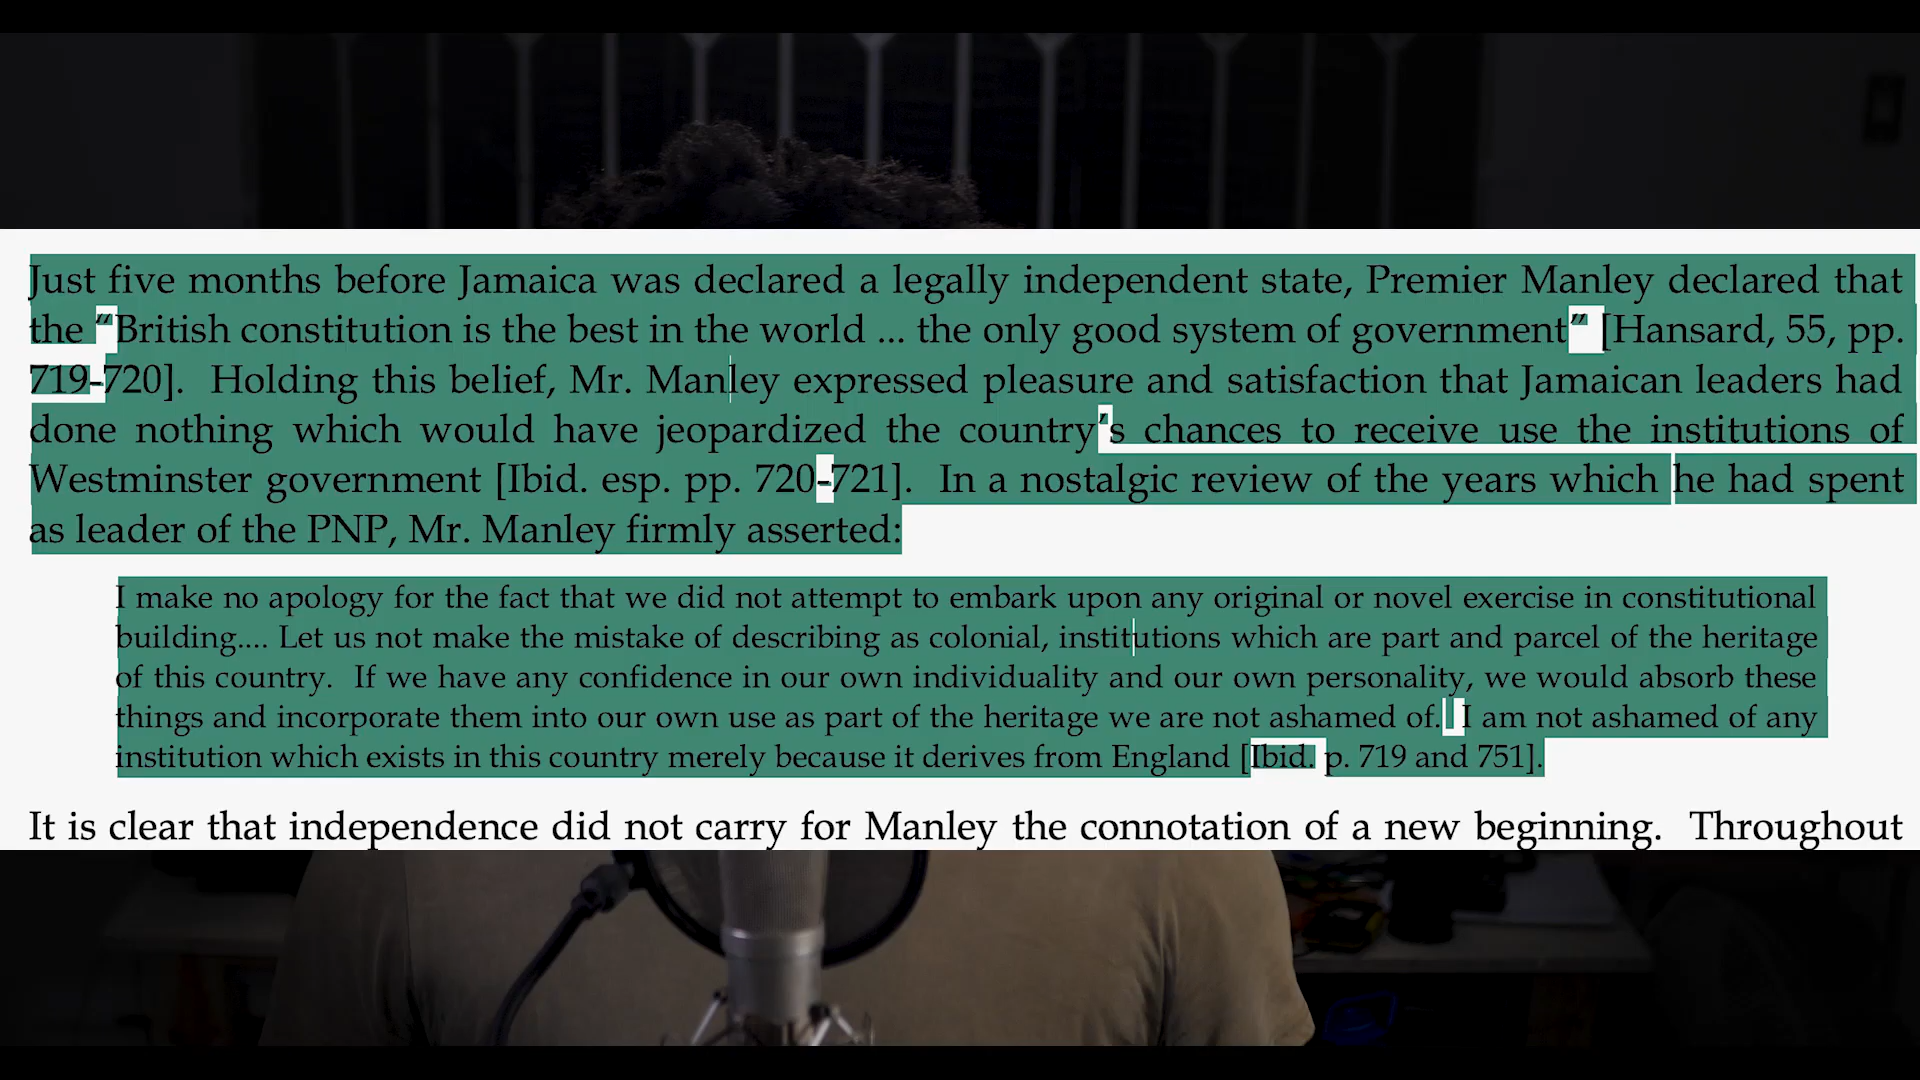 Just five months before Jamaica was declared a legally independent state, Premier Manley declared that
the “British constitution is the best in the world ... the only good system of government” [Hansard, 55, pp.
719-720].  Holding this belief, Mr. Manley expressed pleasure and satisfaction that Jamaican leaders had
done nothing which would have jeopardized the country’s chances to receive use the institutions of
Westminster government [Ibid. esp. pp. 720-721].  In a nostalgic review of the years which he had spent
as leader of the PNP, Mr. Manley firmly asserted:
I make no apology for the fact that we did not attempt to embark upon any original or novel exercise in constitutional
building.... Let us not make the mistake of describing as colonial, institutions which are part and parcel of the heritage
of this country.  If we have any confidence in our own individuality and our own personality, we would absorb these
things and incorporate them into our own use as part of the heritage we are not ashamed of.  I am not ashamed of any
institution which exists in this country merely because it derives from England [Ibid. p. 719 and 751].
It is clear that independence did not carry for Manley the connotation of a new beginning.  Throughout